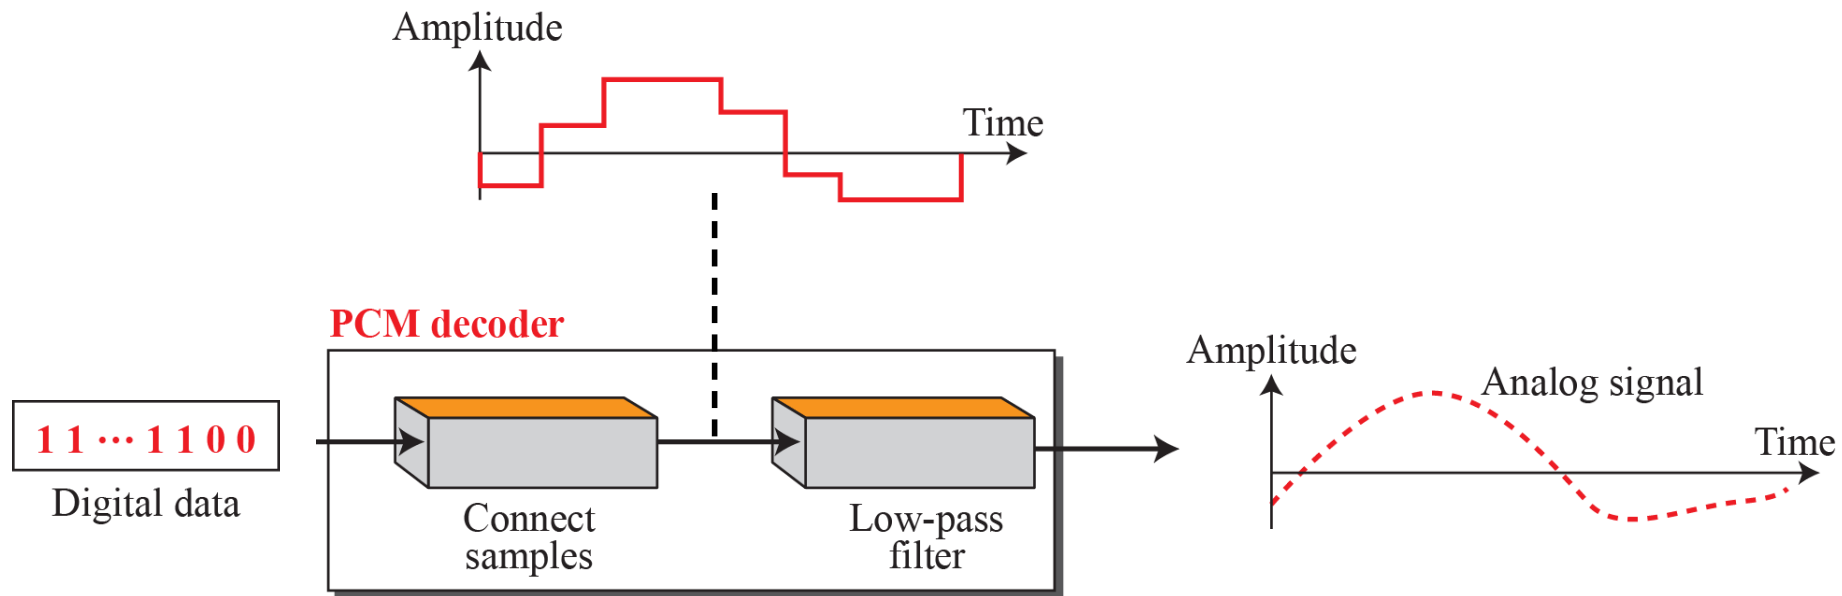 Amplitude
Time
PCM decoder
Amplitude
Analog signal
Time
1 1 ··· 1 1 0 0
Digital data
Connect
samples
Low-pass
filter